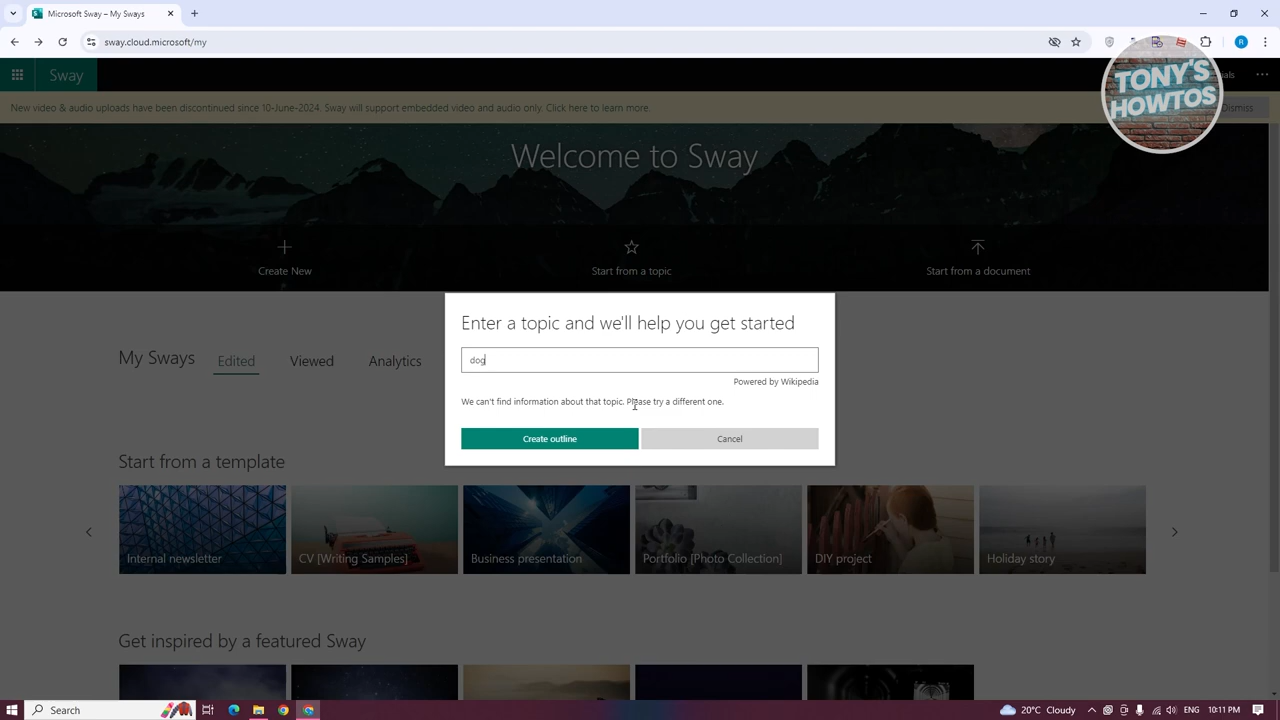 Microsoft Sway – My Sways
sway.cloud.microsoft/my
R
Sway
ials
New video & audio uploads have been discontinued since 10-June-2024. Sway will support embedded video and audio only. Click here to learn more.
Dismiss
TONY'S
HOWTOS
Welcome to Sway
Create New
Start from a topic
Start from a document
Enter a topic and we'll help you get started
dog
Powered by Wikipedia
We can't find information about that topic. Please try a different one.
Create outline
Cancel
My Sways
Edited
Viewed
Analytics
Start from a template
Internal newsletter
CV [Writing Samples]
Business presentation
Portfolio [Photo Collection]
DIY project
Holiday story
Get inspired by a featured Sway
Search
20°C Cloudy
10:11 PM